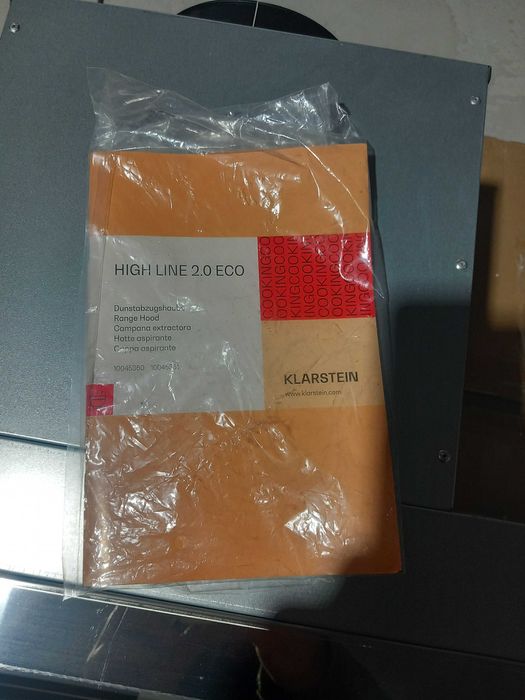 HIGH LINE 2.0 ECO
Dunstabzugshaube
Range Hood
Campana extractora
Hotte aspirante
Cappa aspirante
KLARSTEIN
www.klarstein.com